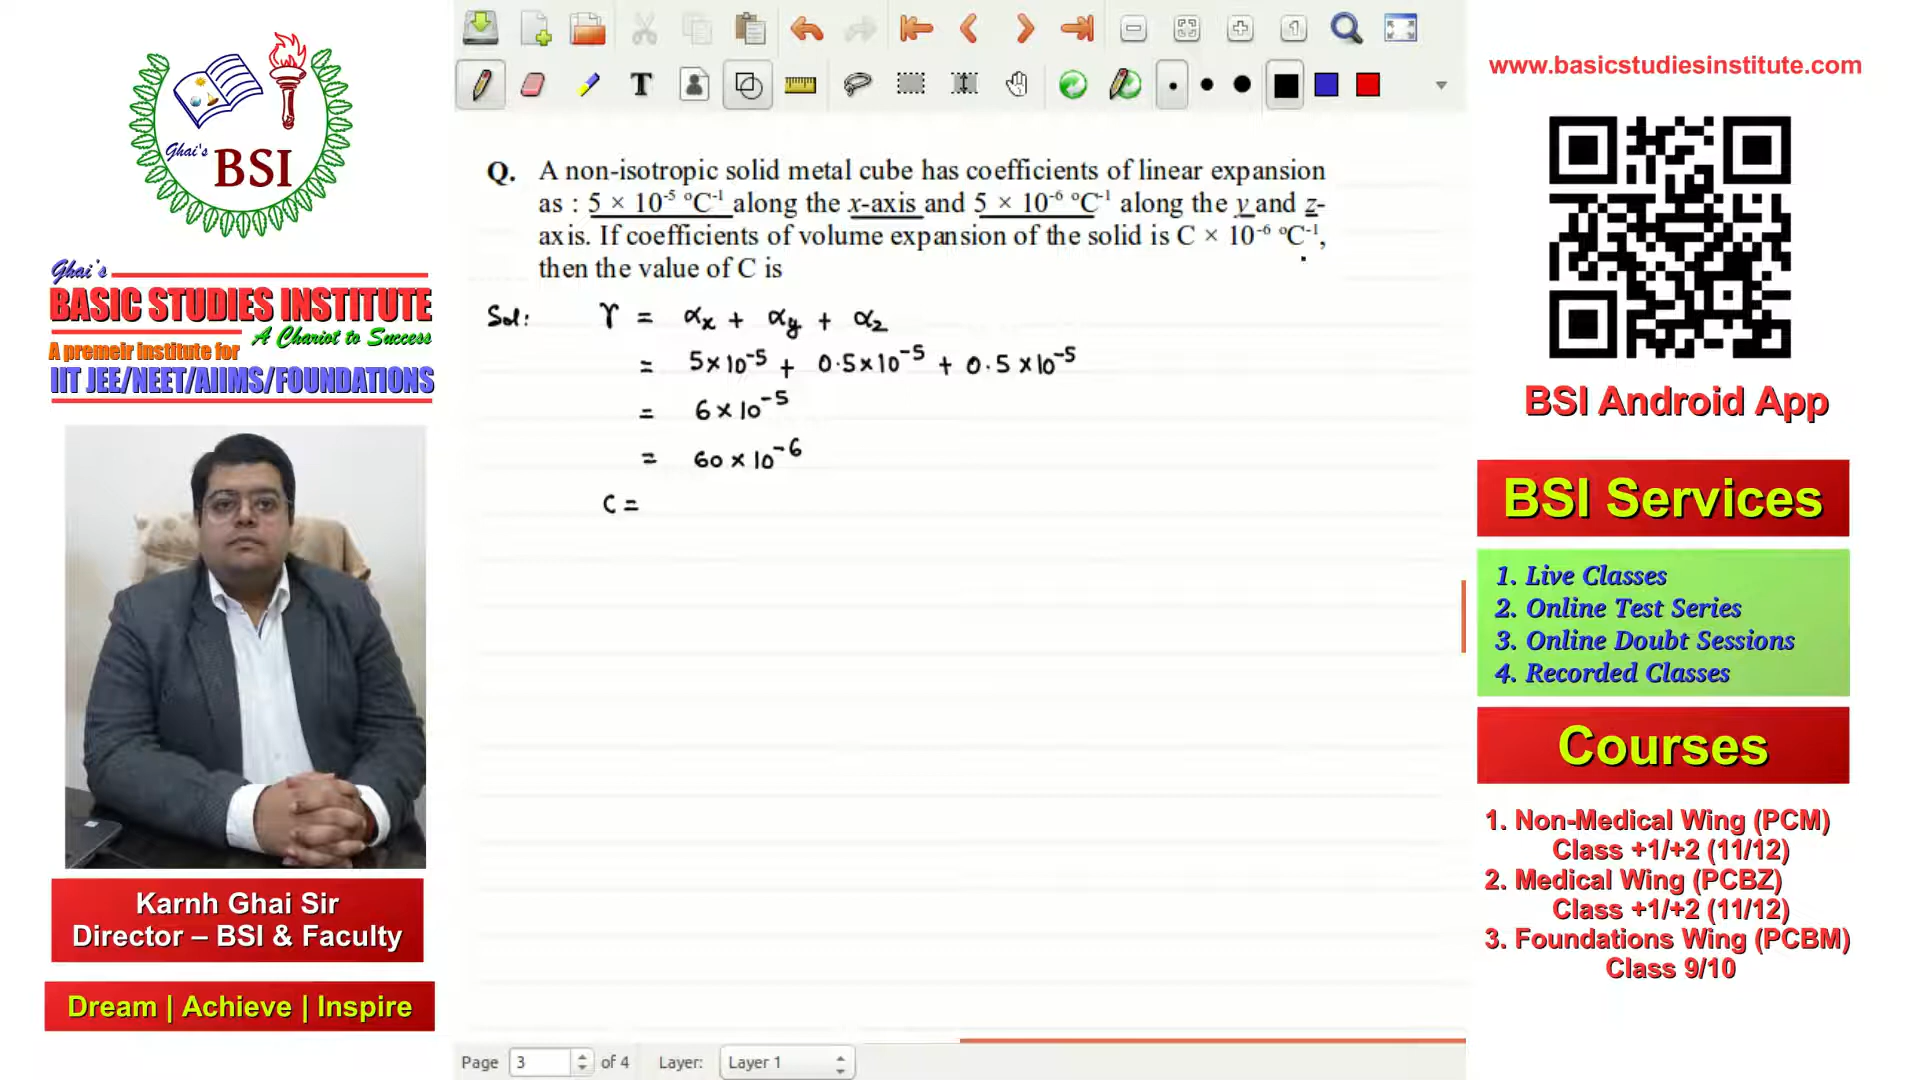 Ghai's
BSI
Ghai's
BASIC STUDIES INSTITUTE
A Chariot to Success
A premeir institute for
IIT JEE/NEET/AIIMS/FOUNDATIONS
Karnh Ghai Sir
Director – BSI & Faculty
Dream | Achieve | Inspire
T
1
Q. A non-isotropic solid metal cube has coefficients of linear expansion
as : 5 × 10⁻⁵ °C⁻¹ along the x-axis and 5 × 10⁻⁶ °C⁻¹ along the y and z-
axis. If coefficients of volume expansion of the solid is C × 10⁻⁶ °C⁻¹,
then the value of C is
Sol: γ = αx + αy + αz
= 5×10⁻⁵ + 0.5×10⁻⁵ + 0.5×10⁻⁵
= 6×10⁻⁵
= 60×10⁻⁶
C =
Page 3 of 4 Layer: Layer 1
www.basicstudiesinstitute.com
BSI Android App
BSI Services
1. Live Classes
2. Online Test Series
3. Online Doubt Sessions
4. Recorded Classes
Courses
1. Non-Medical Wing (PCM)
Class +1/+2 (11/12)
2. Medical Wing (PCBZ)
Class +1/+2 (11/12)
3. Foundations Wing (PCBM)
Class 9/10